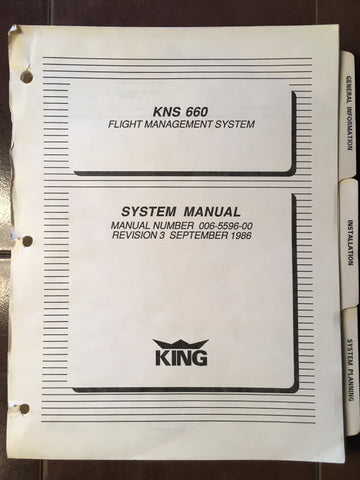 KNS 660
FLIGHT MANAGEMENT SYSTEM
SYSTEM MANUAL
MANUAL NUMBER 006-5596-00
REVISION 3 SEPTEMBER 1986
KING
GENERAL INFORMATION
INSTALLATION
SYSTEM PLANNING